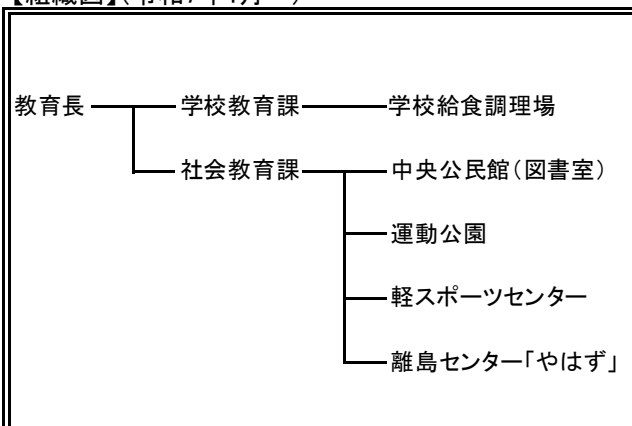 教育長 学校教育課 学校給食調理場
社会教育課 中央公民館(図書室)
運動公園
軽スポーツセンター
離島センター「やはず」